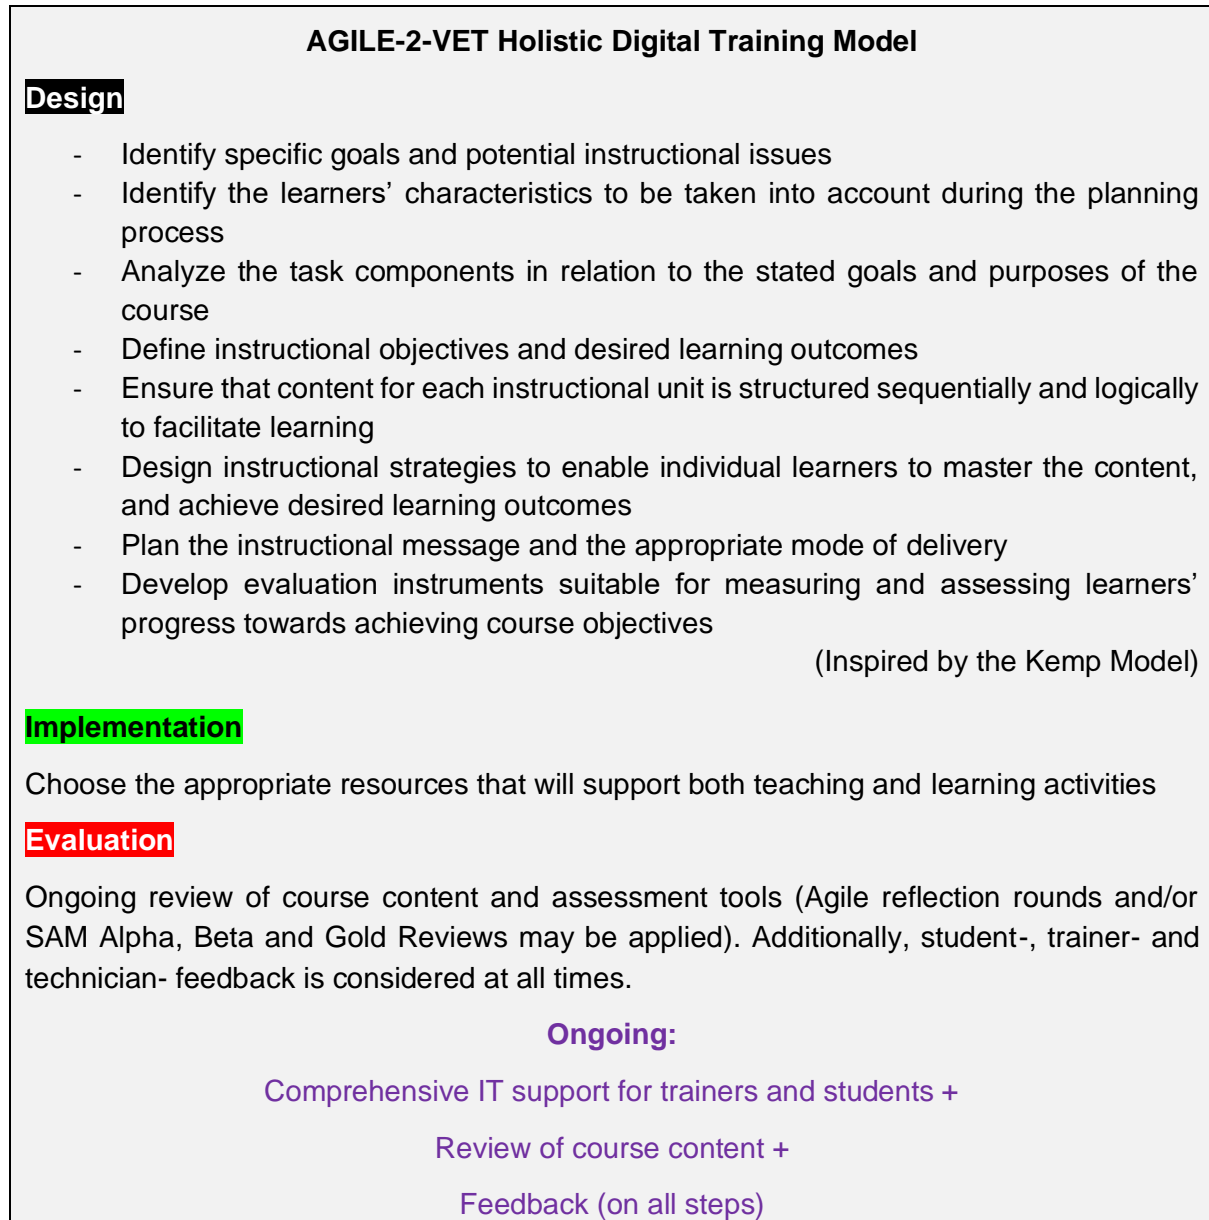 AGILE-2-VET Holistic Digital Training Model
Design
- Identify specific goals and potential instructional issues
- Identify the learners’ characteristics to be taken into account during the planning
process
- Analyze the task components in relation to the stated goals and purposes of the
course
- Define instructional objectives and desired learning outcomes
- Ensure that content for each instructional unit is structured sequentially and logically
to facilitate learning
- Design instructional strategies to enable individual learners to master the content,
and achieve desired learning outcomes
- Plan the instructional message and the appropriate mode of delivery
- Develop evaluation instruments suitable for measuring and assessing learners’
progress towards achieving course objectives
(Inspired by the Kemp Model)
Implementation
Choose the appropriate resources that will support both teaching and learning activities
Evaluation
Ongoing review of course content and assessment tools (Agile reflection rounds and/or
SAM Alpha, Beta and Gold Reviews may be applied). Additionally, student-, trainer- and
technician- feedback is considered at all times.
Ongoing:
Comprehensive IT support for trainers and students +
Review of course content +
Feedback (on all steps)